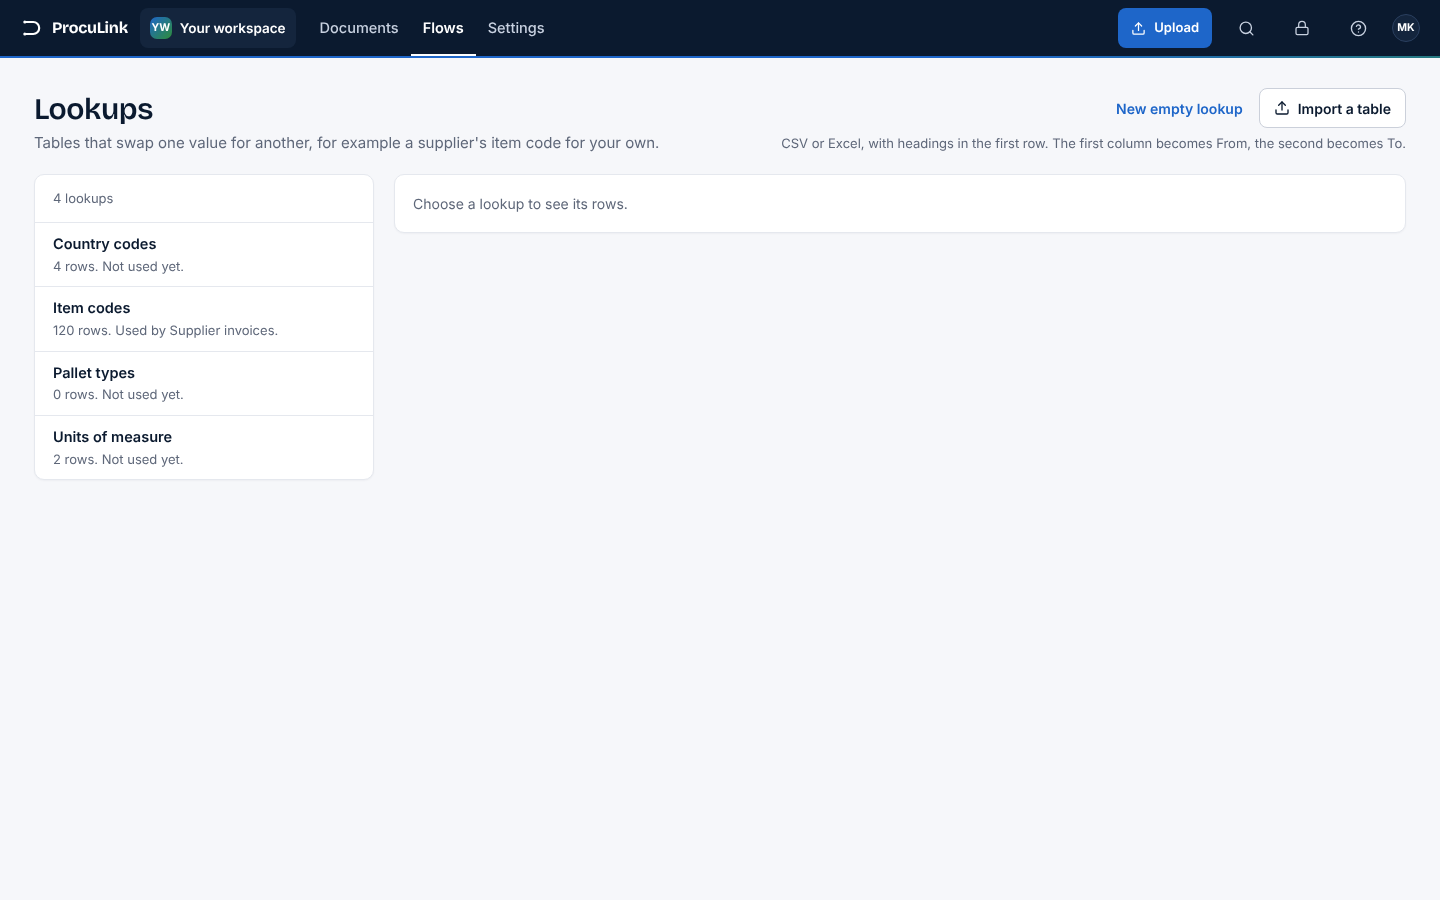 ProcuLink
YW Your workspace
Documents
Flows
Settings
Upload
MK
Lookups
New empty lookup
Import a table
Tables that swap one value for another, for example a supplier's item code for your own.
CSV or Excel, with headings in the first row. The first column becomes From, the second becomes To.
4 lookups
Choose a lookup to see its rows.
Country codes
4 rows. Not used yet.
Item codes
120 rows. Used by Supplier invoices.
Pallet types
0 rows. Not used yet.
Units of measure
2 rows. Not used yet.